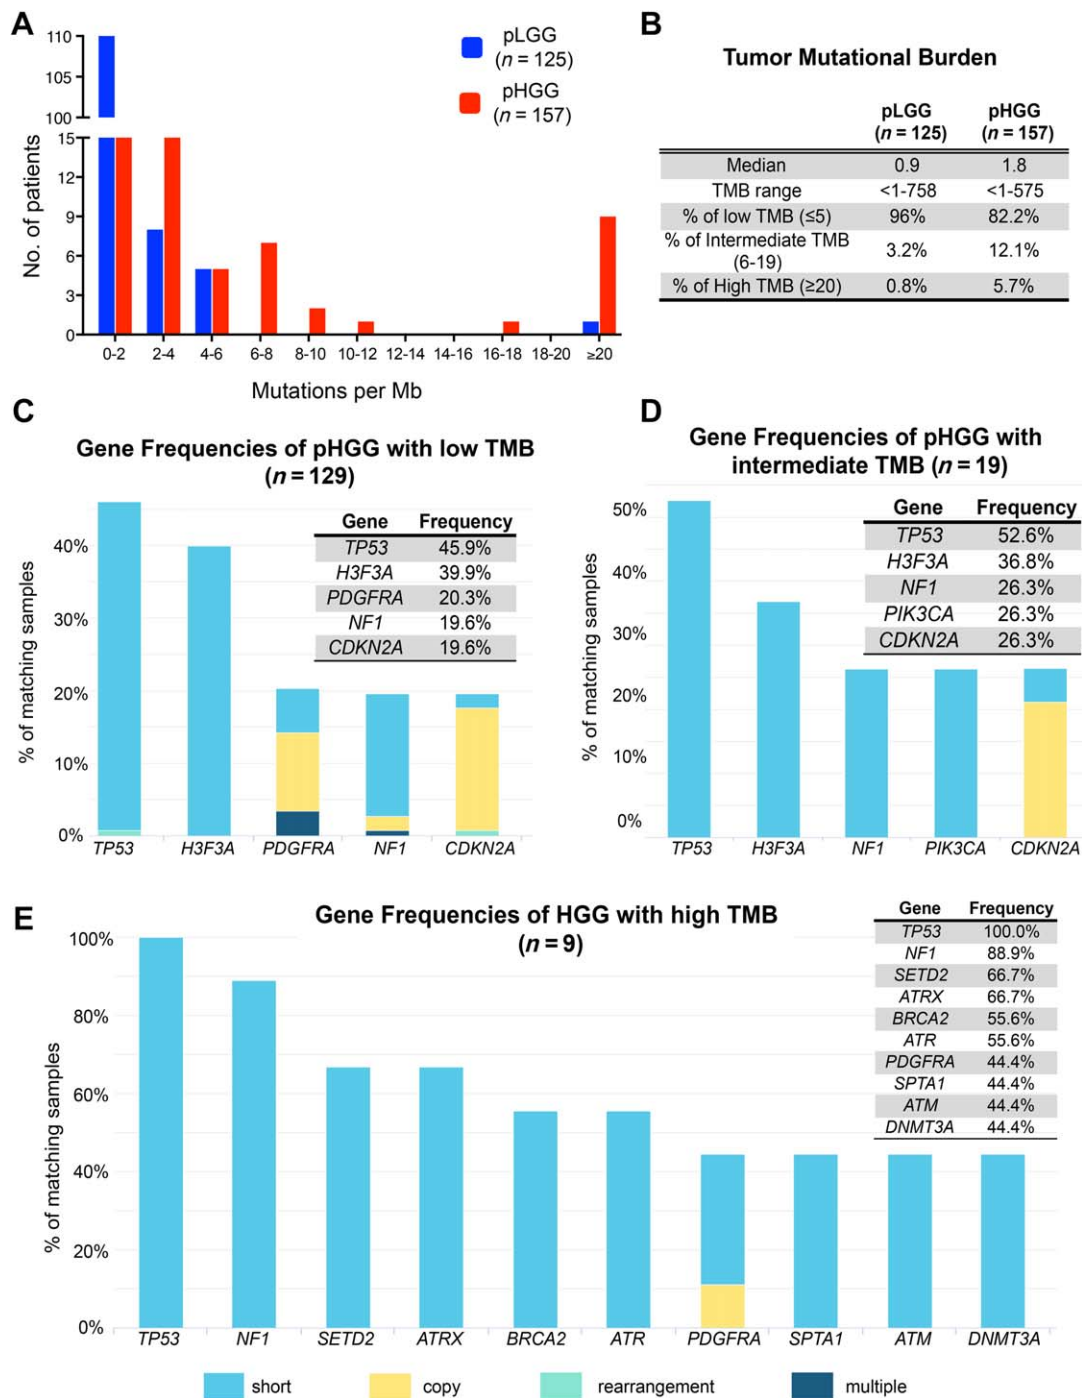 A
110
105
100
15
12
9
6
3
0
No. of patients
pLGG
(n = 125)
pHGG
(n = 157)
0-2 2-4 4-6 6-8 8-10 10-12 12-14 14-16 16-18 18-20 ≥20
Mutations per Mb
B
Tumor Mutational Burden
pLGG pHGG
(n = 125) (n = 157)
Median 0.9 1.8
TMB range <1-758 <1-575
% of low TMB (≤5) 96% 82.2%
% of Intermediate TMB
(6-19) 3.2% 12.1%
% of High TMB (≥20) 0.8% 5.7%
C
Gene Frequencies of pHGG with low TMB
(n = 129)
% of matching samples
40%
30%
20%
10%
0%
Gene Frequency
TP53 45.9%
H3F3A 39.9%
PDGFRA 20.3%
NF1 19.6%
CDKN2A 19.6%
TP53 H3F3A PDGFRA NF1 CDKN2A
D
Gene Frequencies of pHGG with
intermediate TMB (n = 19)
% of matching samples
50%
40%
30%
20%
10%
0%
Gene Frequency
TP53 52.6%
H3F3A 36.8%
NF1 26.3%
PIK3CA 26.3%
CDKN2A 26.3%
TP53 H3F3A NF1 PIK3CA CDKN2A
E
Gene Frequencies of HGG with high TMB
(n = 9)
% of matching samples
100%
80%
60%
40%
20%
0%
Gene Frequency
TP53 100.0%
NF1 88.9%
SETD2 66.7%
ATRX 66.7%
BRCA2 55.6%
ATR 55.6%
PDGFRA 44.4%
SPTA1 44.4%
ATM 44.4%
DNMT3A 44.4%
TP53 NF1 SETD2 ATRX BRCA2 ATR PDGFRA SPTA1 ATM DNMT3A
short copy rearrangement multiple